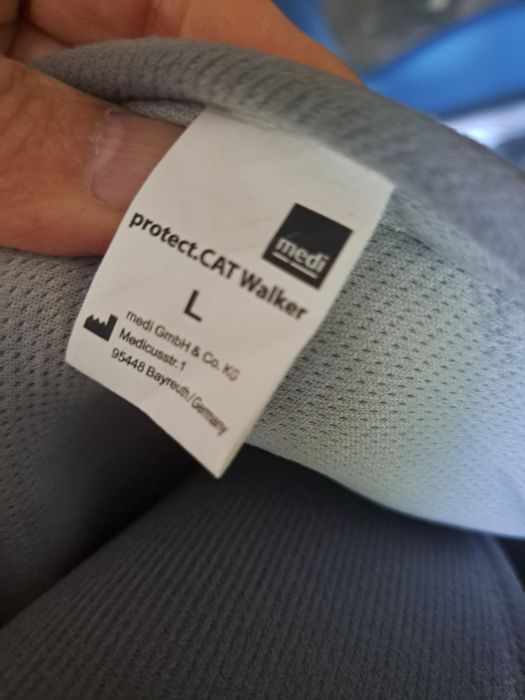 medi
protect.CAT Walker
L
medi GmbH & Co. KG
Medicusstr.1
95448 Bayreuth/Germany